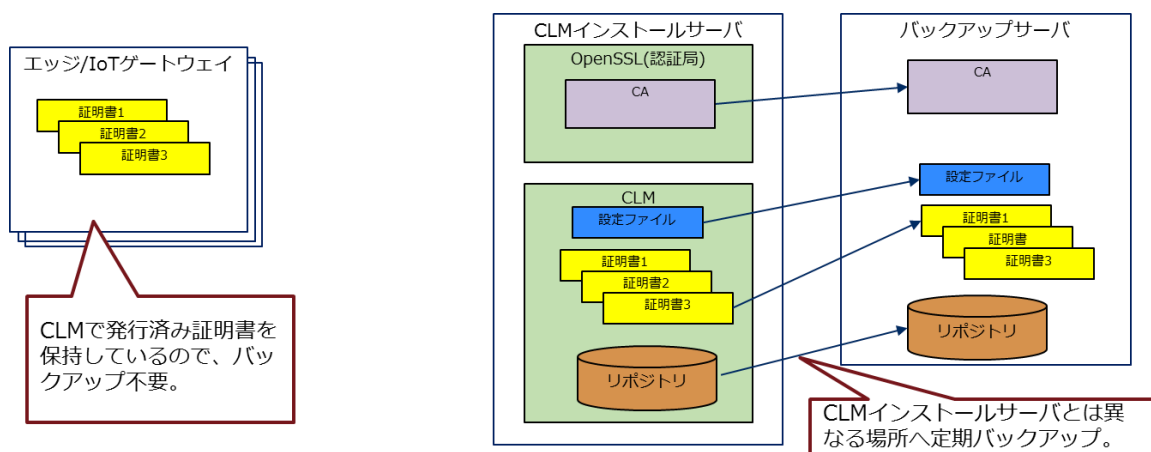 エッジ/IoTゲートウェイ
証明書1
証明書2
証明書3
CLMで発行済み証明書を
保持しているので、バッ
クアップ不要。
CLMインストールサーバ
OpenSSL(認証局)
CA
CLM
設定ファイル
証明書1
証明書2
証明書3
リポジトリ
バックアップサーバ
CA
設定ファイル
証明書1
証明書
証明書3
リポジトリ
CLMインストールサーバとは異
なる場所へ定期バックアップ。